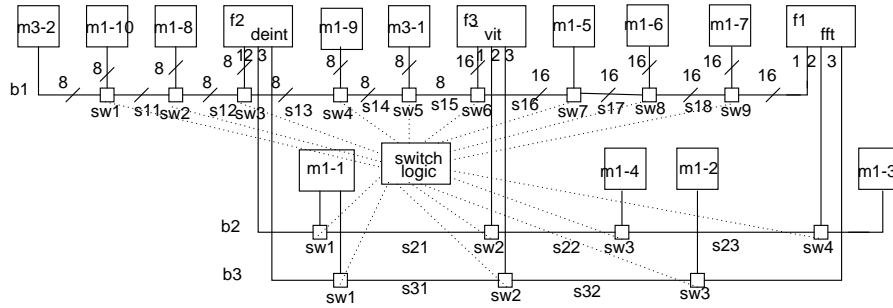 m3-2 m1-10 m1-8 f2 deint m1-9 m3-1 f3 vit m1-5 m1-6 m1-7 f1 fft
1 2 3 1 2 3 1 2 3
8 8 8 8 8 16 16 16 16
b1 8 8 8 8 8 8 16 16 16 16
s11 s12 s13 s14 s15 s16 s17 s18
sw1 sw2 sw3 sw4 sw5 sw6 sw7 sw8 sw9
m1-1 switch logic m1-4 m1-2 m1-3
b2 sw1 s21 sw2 s22 sw3 s23 sw4
b3 sw1 s31 sw2 s32 sw3